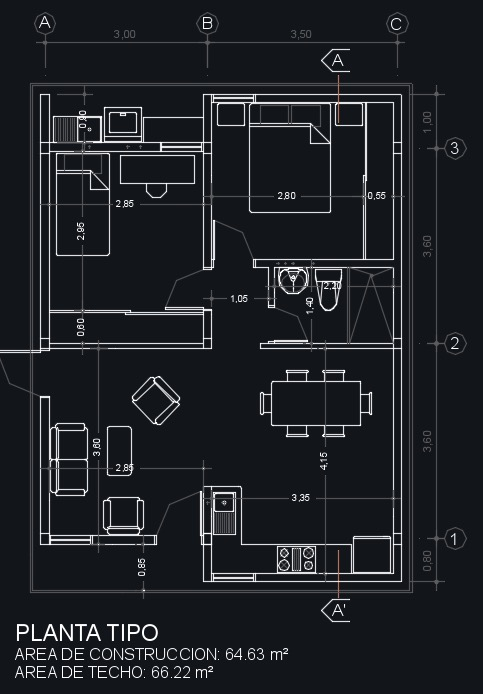 A
B
C
3,00
3,50
A
0,90
1,00
3
2,85
2,80
0,55
2,95
3,60
2,20
1,05
1,40
0,60
2
3,60
3,60
4,15
2,85
3,35
1
0,85
0,80
A'
PLANTA TIPO
AREA DE CONSTRUCCION: 64.63 m²
AREA DE TECHO: 66.22 m²